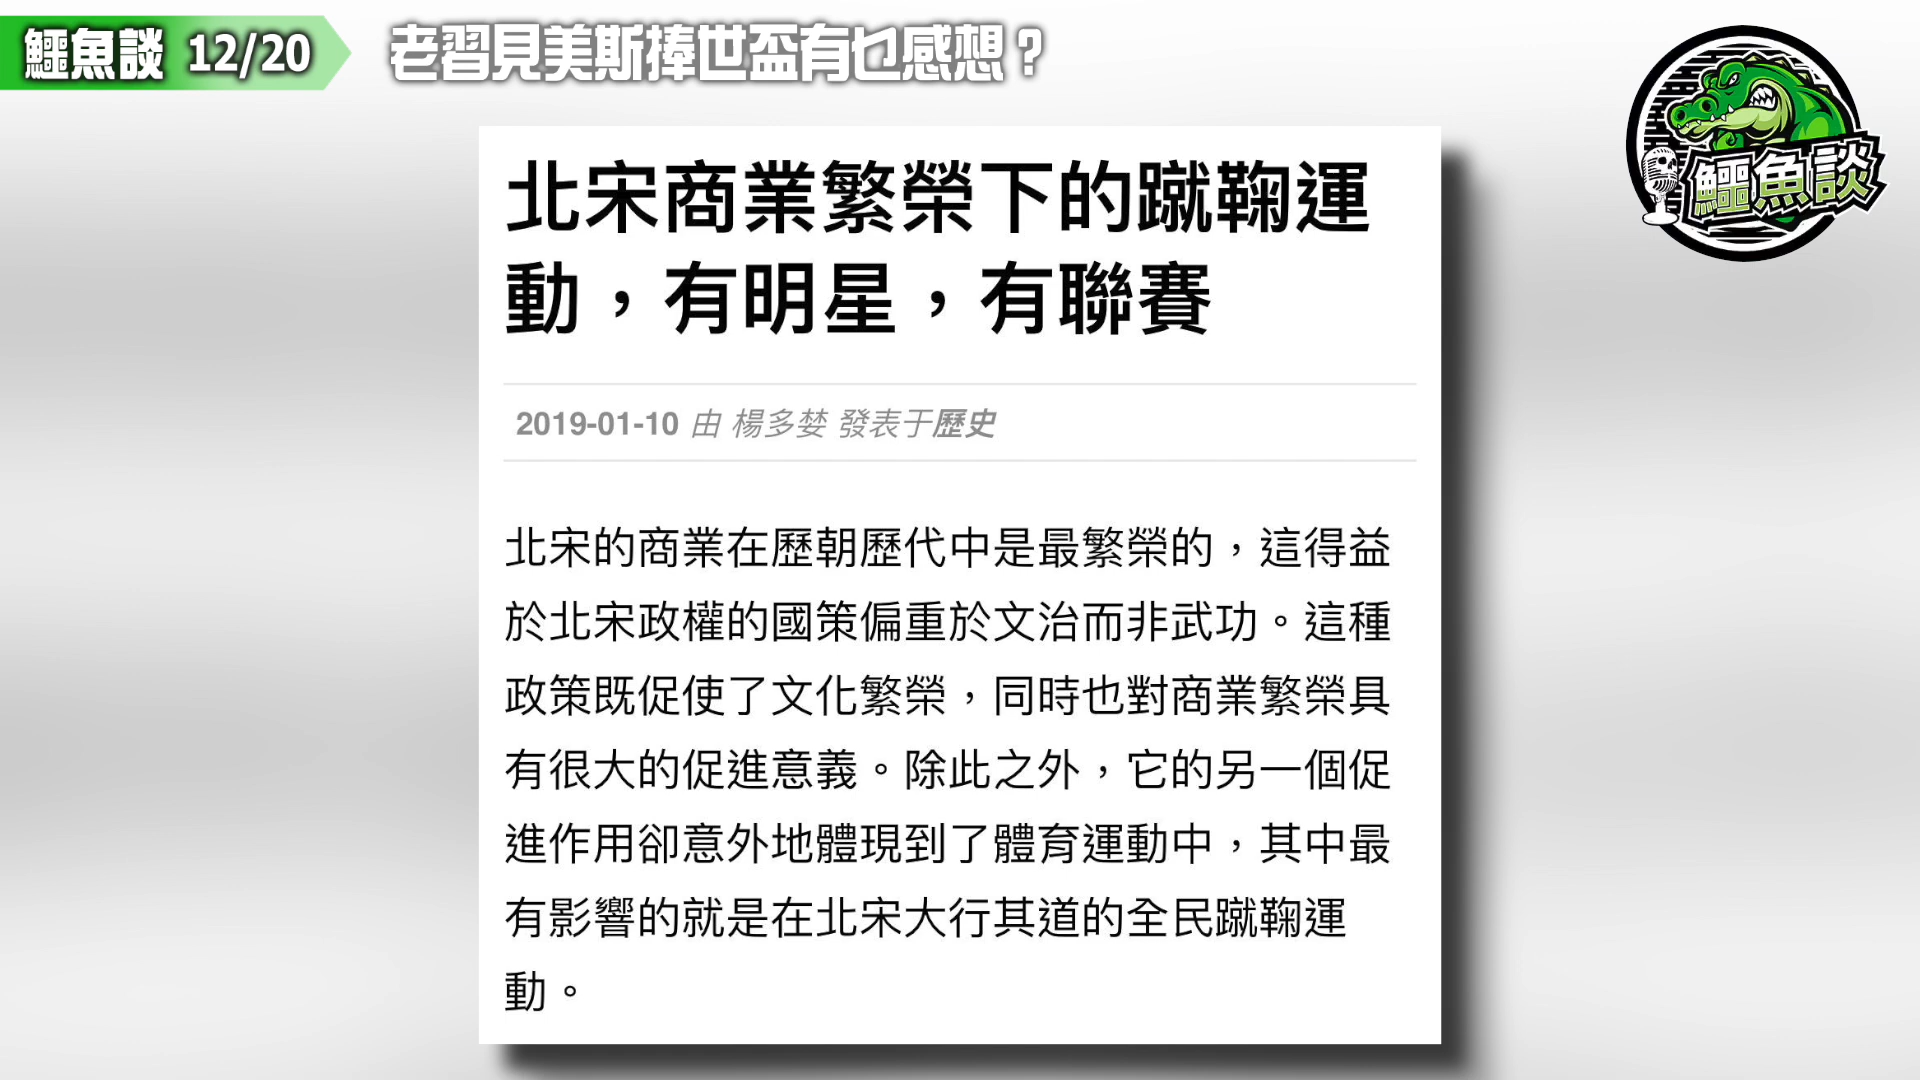 鱷魚談 12/20
老習見美斯捧世盃有乜感想？
鱷魚談
北宋商業繁榮下的蹴鞠運
動，有明星，有聯賽
2019-01-10 由 楊多婪 發表于歷史
北宋的商業在歷朝歷代中是最繁榮的，這得益
於北宋政權的國策偏重於文治而非武功。這種
政策既促使了文化繁榮，同時也對商業繁榮具
有很大的促進意義。除此之外，它的另一個促
進作用卻意外地體現到了體育運動中，其中最
有影響的就是在北宋大行其道的全民蹴鞠運
動。